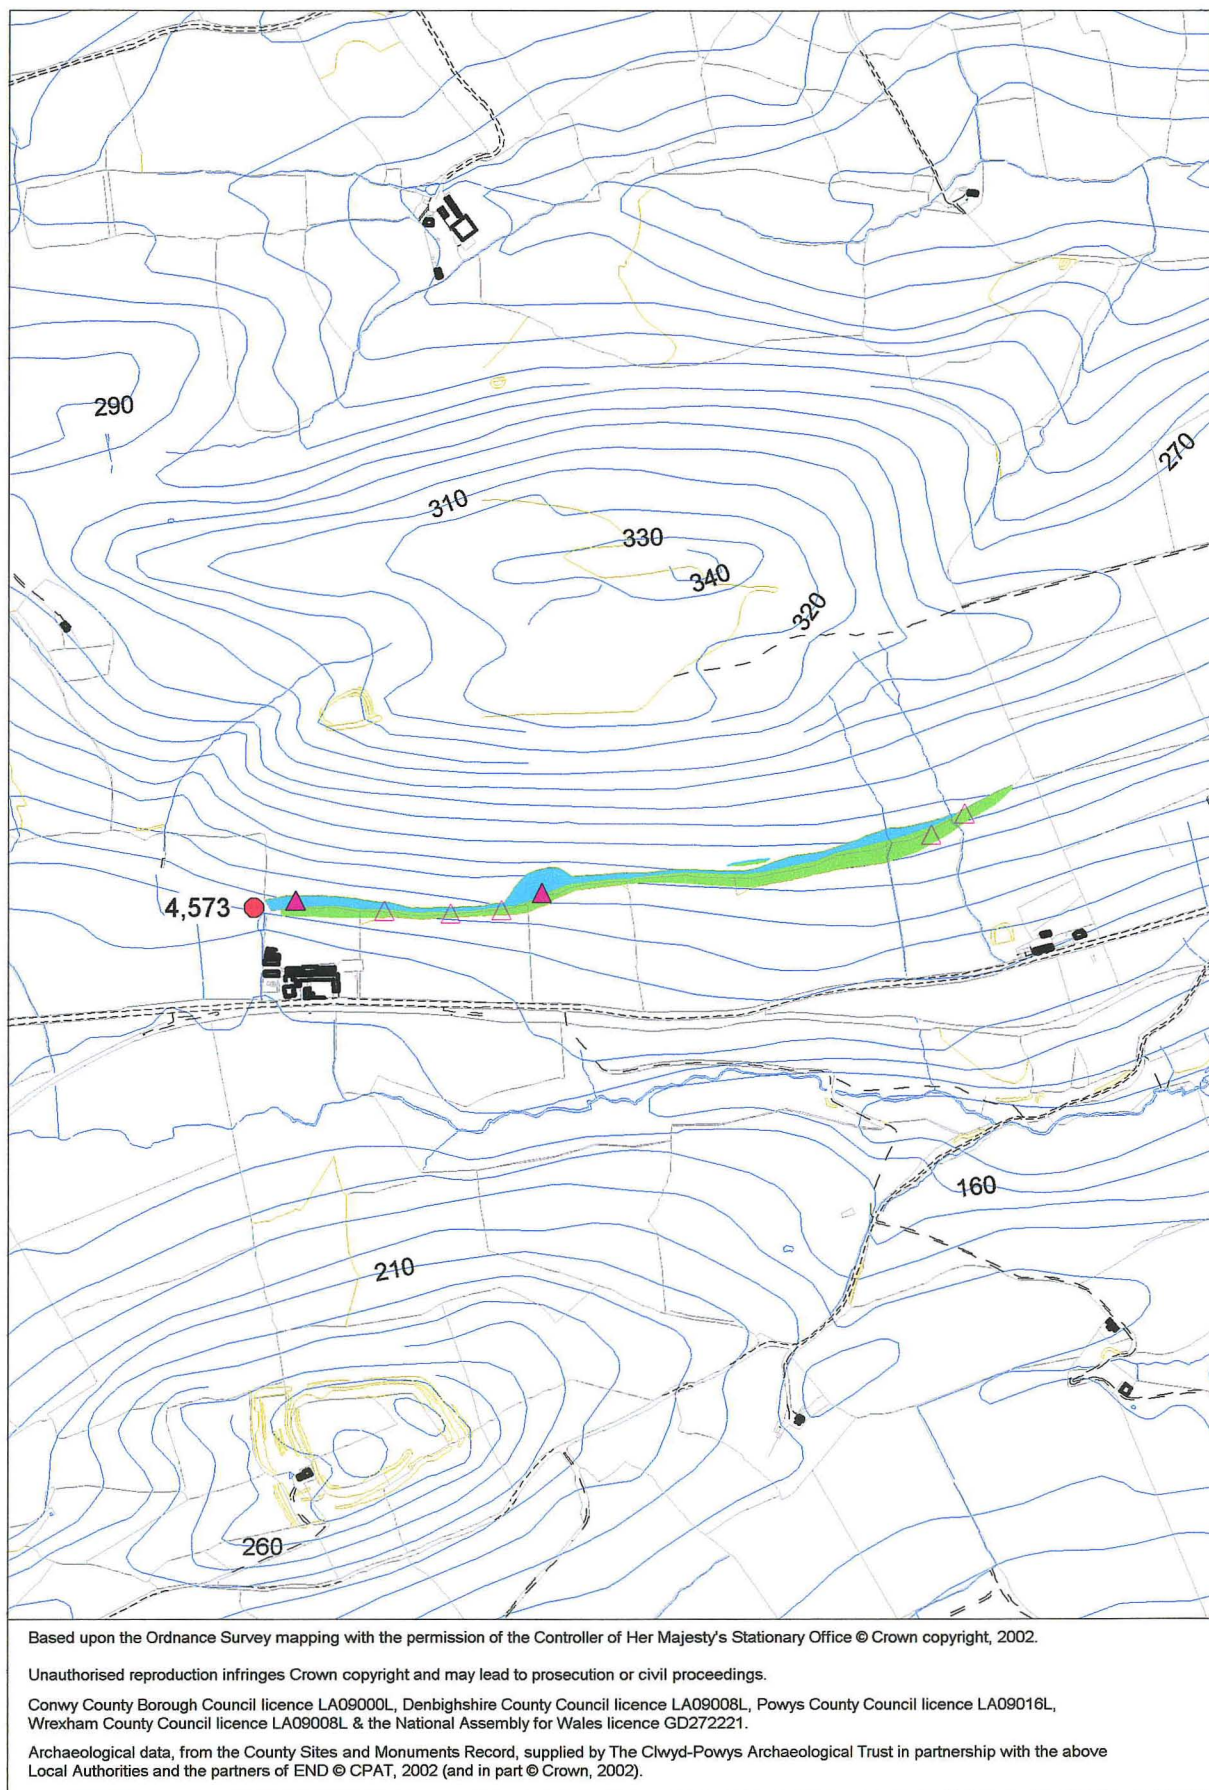 290
270
310
330
340
320
4,573
160
210
260
Based upon the Ordnance Survey mapping with the permission of the Controller of Her Majesty's Stationary Office © Crown copyright, 2002.
Unauthorised reproduction infringes Crown copyright and may lead to prosecution or civil proceedings.
Conwy County Borough Council licence LA09000L, Denbighshire County Council licence LA09008L, Powys County Council licence LA09016L,
Wrexham County Council licence LA09008L & the National Assembly for Wales licence GD272221.
Archaeological data, from the County Sites and Monuments Record, supplied by The Clwyd-Powys Archaeological Trust in partnership with the above
Local Authorities and the partners of END © CPAT, 2002 (and in part © Crown, 2002).